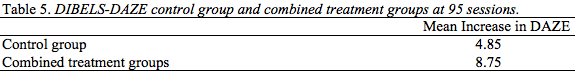 Table 5. DIBELS-DAZE control group and combined treatment groups at 95 sessions.
Mean Increase in DAZE
Control group 4.85
Combined treatment groups 8.75